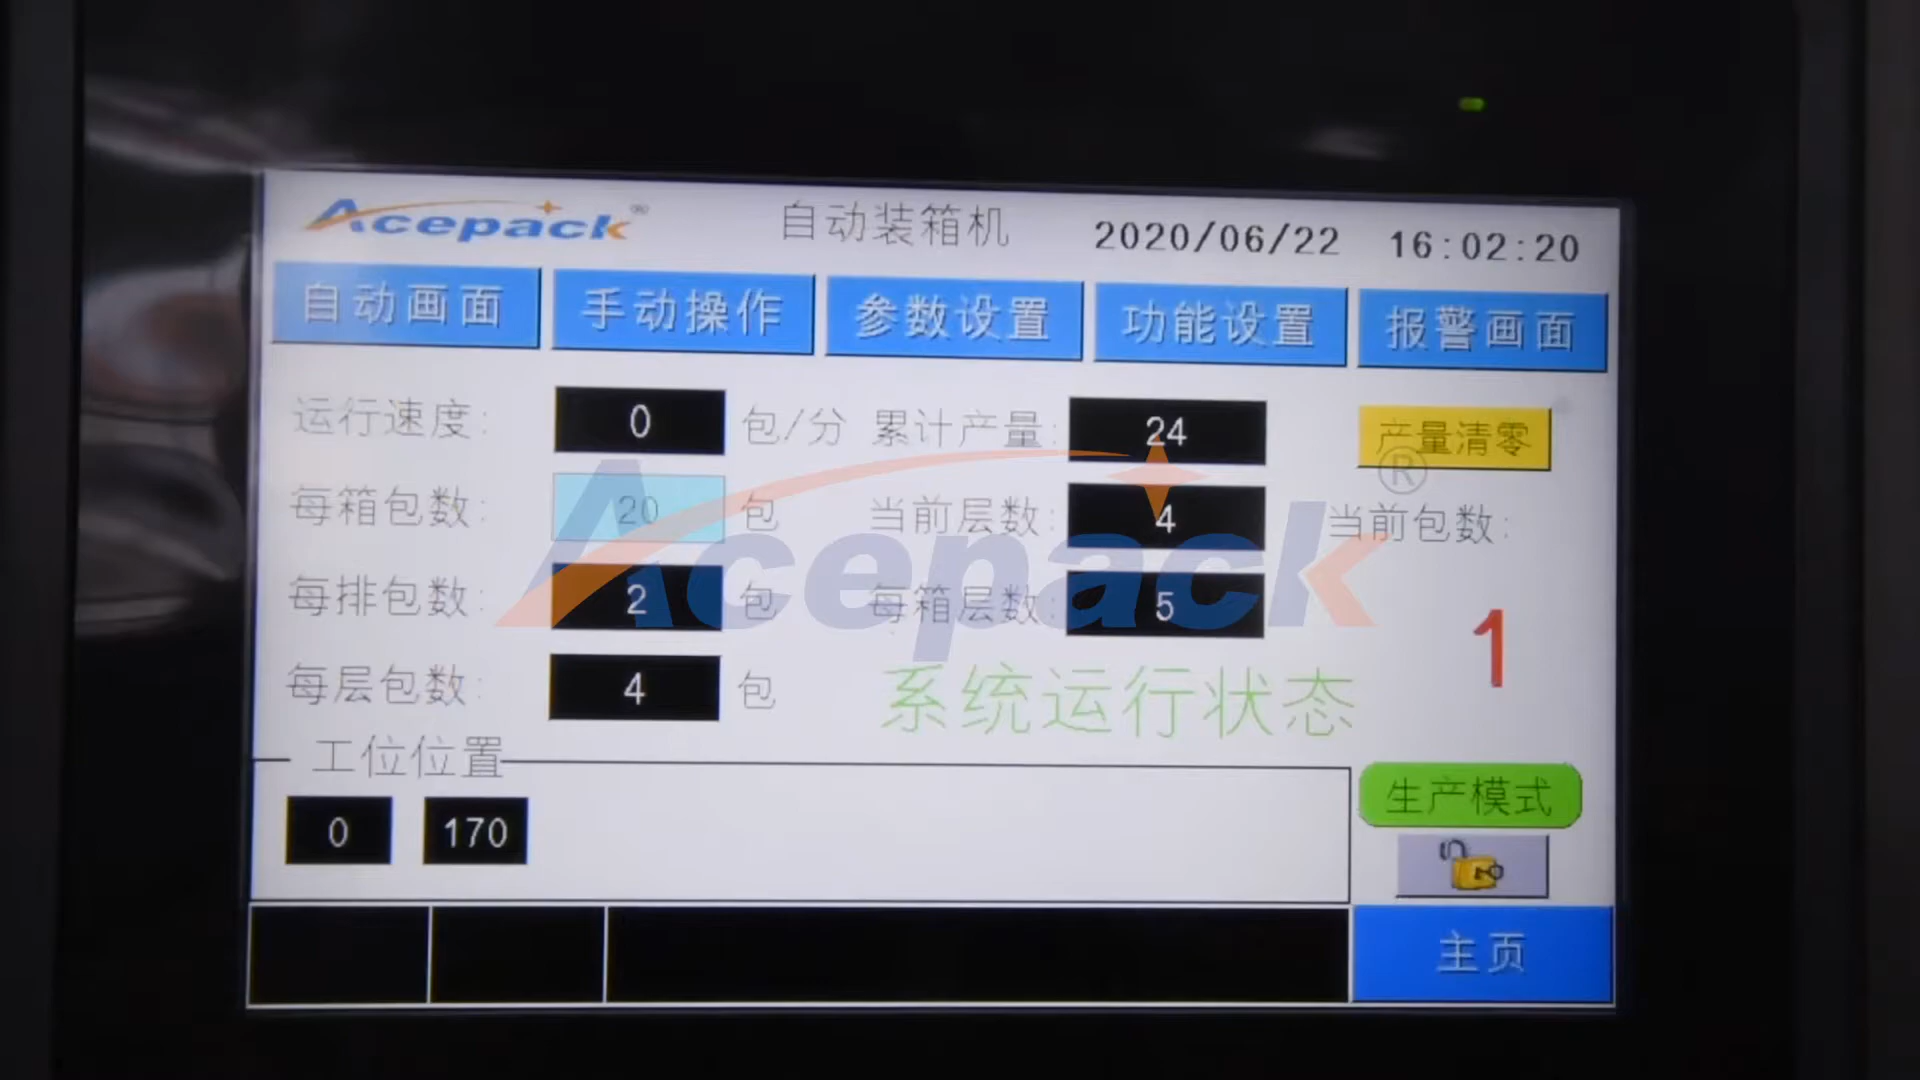 Acepack® 自动装箱机 2020/06/22 16:02:20
自动画面 手动操作 参数设置 功能设置 报警画面
运行速度: 0 包/分 累计产量: 24 产量清零
每箱包数: 20 包 当前层数: 4 当前包数:
每排包数: 2 包 每箱层数: 5 1
每层包数: 4 包 系统运行状态
工位位置
0 170
生产模式
主页
Acepack®